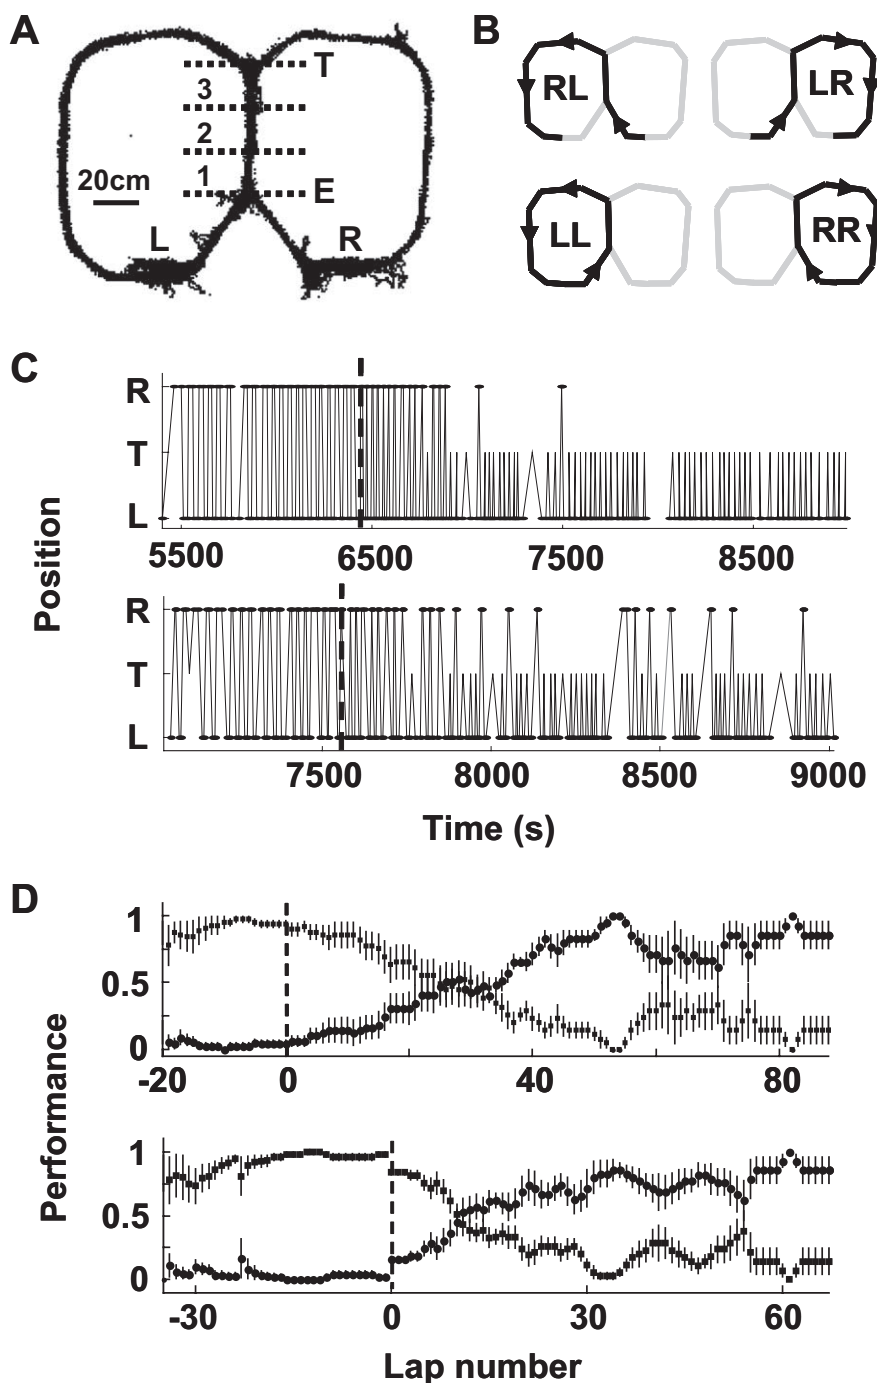 A
T
3
2
20cm
1
E
L
R
B
RL
LR
LL
RR
C
R
T
L
5500
6500
7500
8500
R
T
L
7500
8000
8500
9000
Position
Time (s)
D
1
0.5
0
-20
0
40
80
1
0.5
0
-30
0
30
60
Performance
Lap number